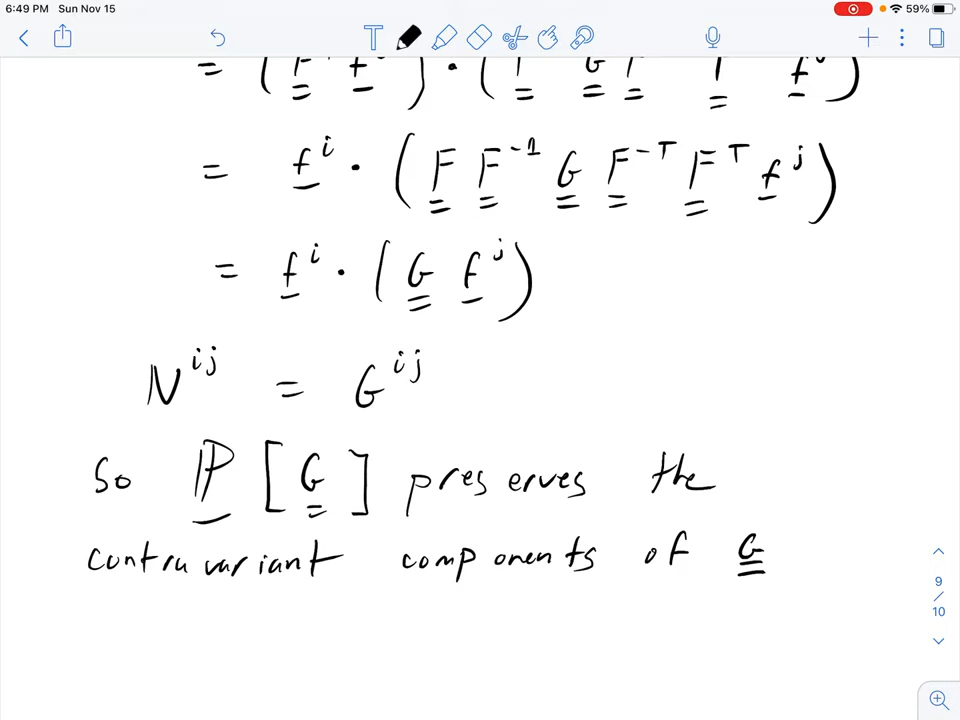 6:49 PM Sun Nov 15
59%
= f^i · ( F F^-1 G F^-T F^T f^j )
= f^i · ( G f^j )
N^ij = G^ij
So P [ G ] preserves the
contravariant components of G
9
/
10